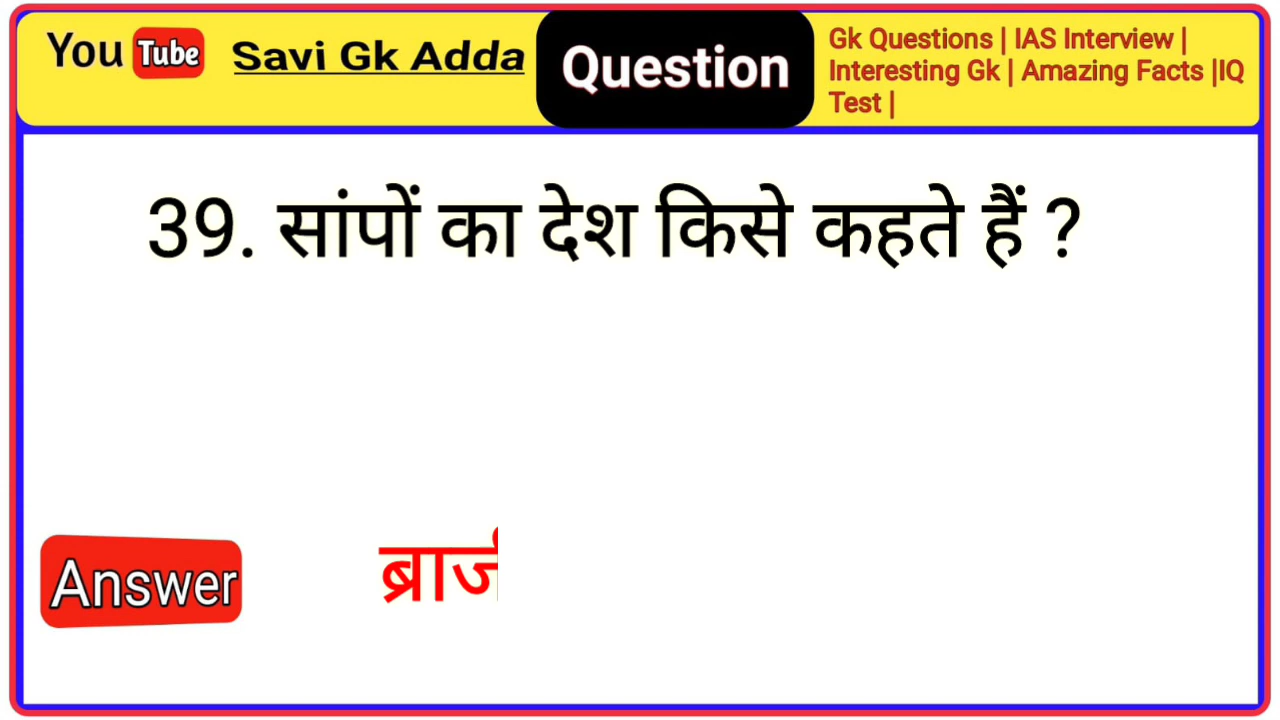 You Tube Savi Gk Adda
Question
Gk Questions | IAS Interview |
Interesting Gk | Amazing Facts |IQ
Test |
39. सांपों का देश किसे कहते हैं ?
Answer